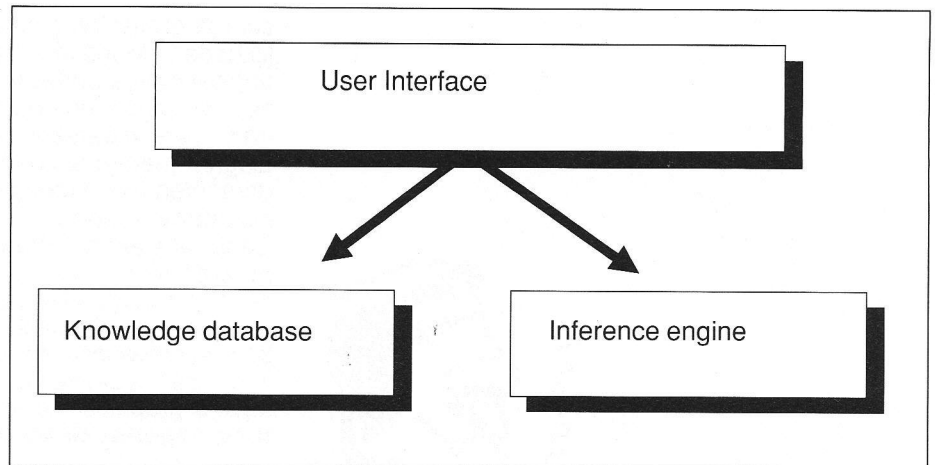 User Interface
Knowledge database
Inference engine